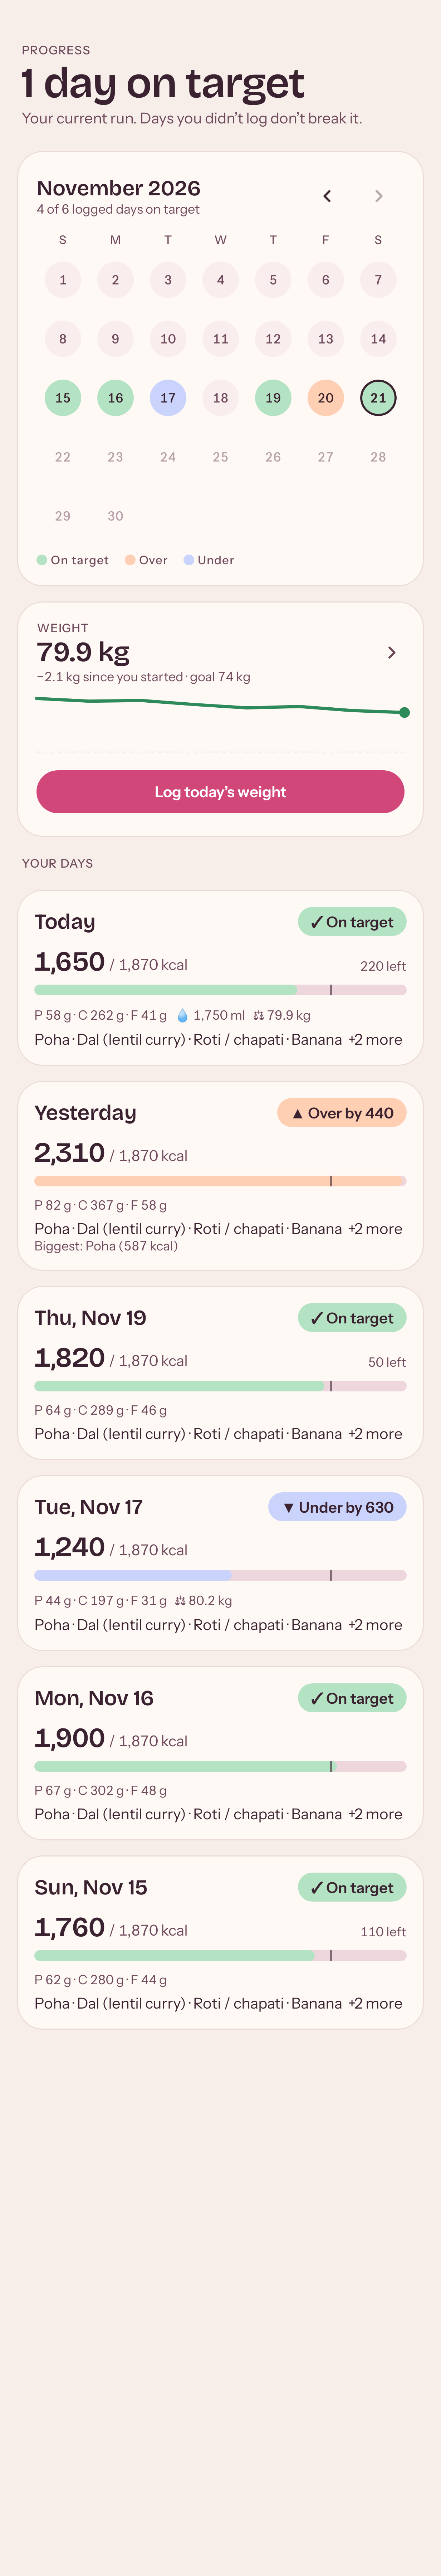 PROGRESS
1 day on target
Your current run. Days you didn’t log don’t break it.
November 2026
4 of 6 logged days on target
S M T W T F S
1 2 3 4 5 6 7
8 9 10 11 12 13 14
15 16 17 18 19 20 21
22 23 24 25 26 27 28
29 30
On target Over Under
WEIGHT
79.9 kg
−2.1 kg since you started · goal 74 kg
Log today’s weight
YOUR DAYS
Today ✓ On target
1,650 / 1,870 kcal 220 left
P 58 g · C 262 g · F 41 g 💧 1,750 ml ⚖ 79.9 kg
Poha · Dal (lentil curry) · Roti / chapati · Banana +2 more
Yesterday ▲ Over by 440
2,310 / 1,870 kcal
P 82 g · C 367 g · F 58 g
Poha · Dal (lentil curry) · Roti / chapati · Banana +2 more
Biggest: Poha (587 kcal)
Thu, Nov 19 ✓ On target
1,820 / 1,870 kcal 50 left
P 64 g · C 289 g · F 46 g
Poha · Dal (lentil curry) · Roti / chapati · Banana +2 more
Tue, Nov 17 ▼ Under by 630
1,240 / 1,870 kcal
P 44 g · C 197 g · F 31 g ⚖ 80.2 kg
Poha · Dal (lentil curry) · Roti / chapati · Banana +2 more
Mon, Nov 16 ✓ On target
1,900 / 1,870 kcal
P 67 g · C 302 g · F 48 g
Poha · Dal (lentil curry) · Roti / chapati · Banana +2 more
Sun, Nov 15 ✓ On target
1,760 / 1,870 kcal 110 left
P 62 g · C 280 g · F 44 g
Poha · Dal (lentil curry) · Roti / chapati · Banana +2 more